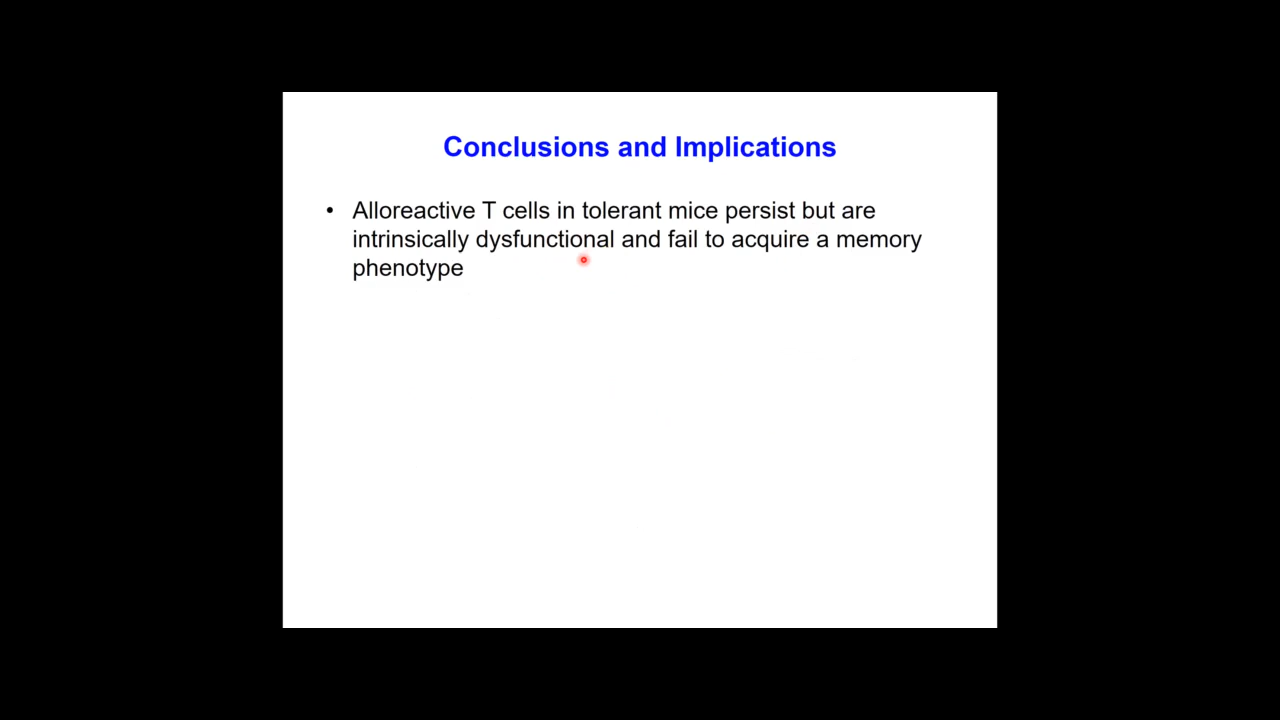 Conclusions and Implications
• Alloreactive T cells in tolerant mice persist but are
intrinsically dysfunctional and fail to acquire a memory
phenotype